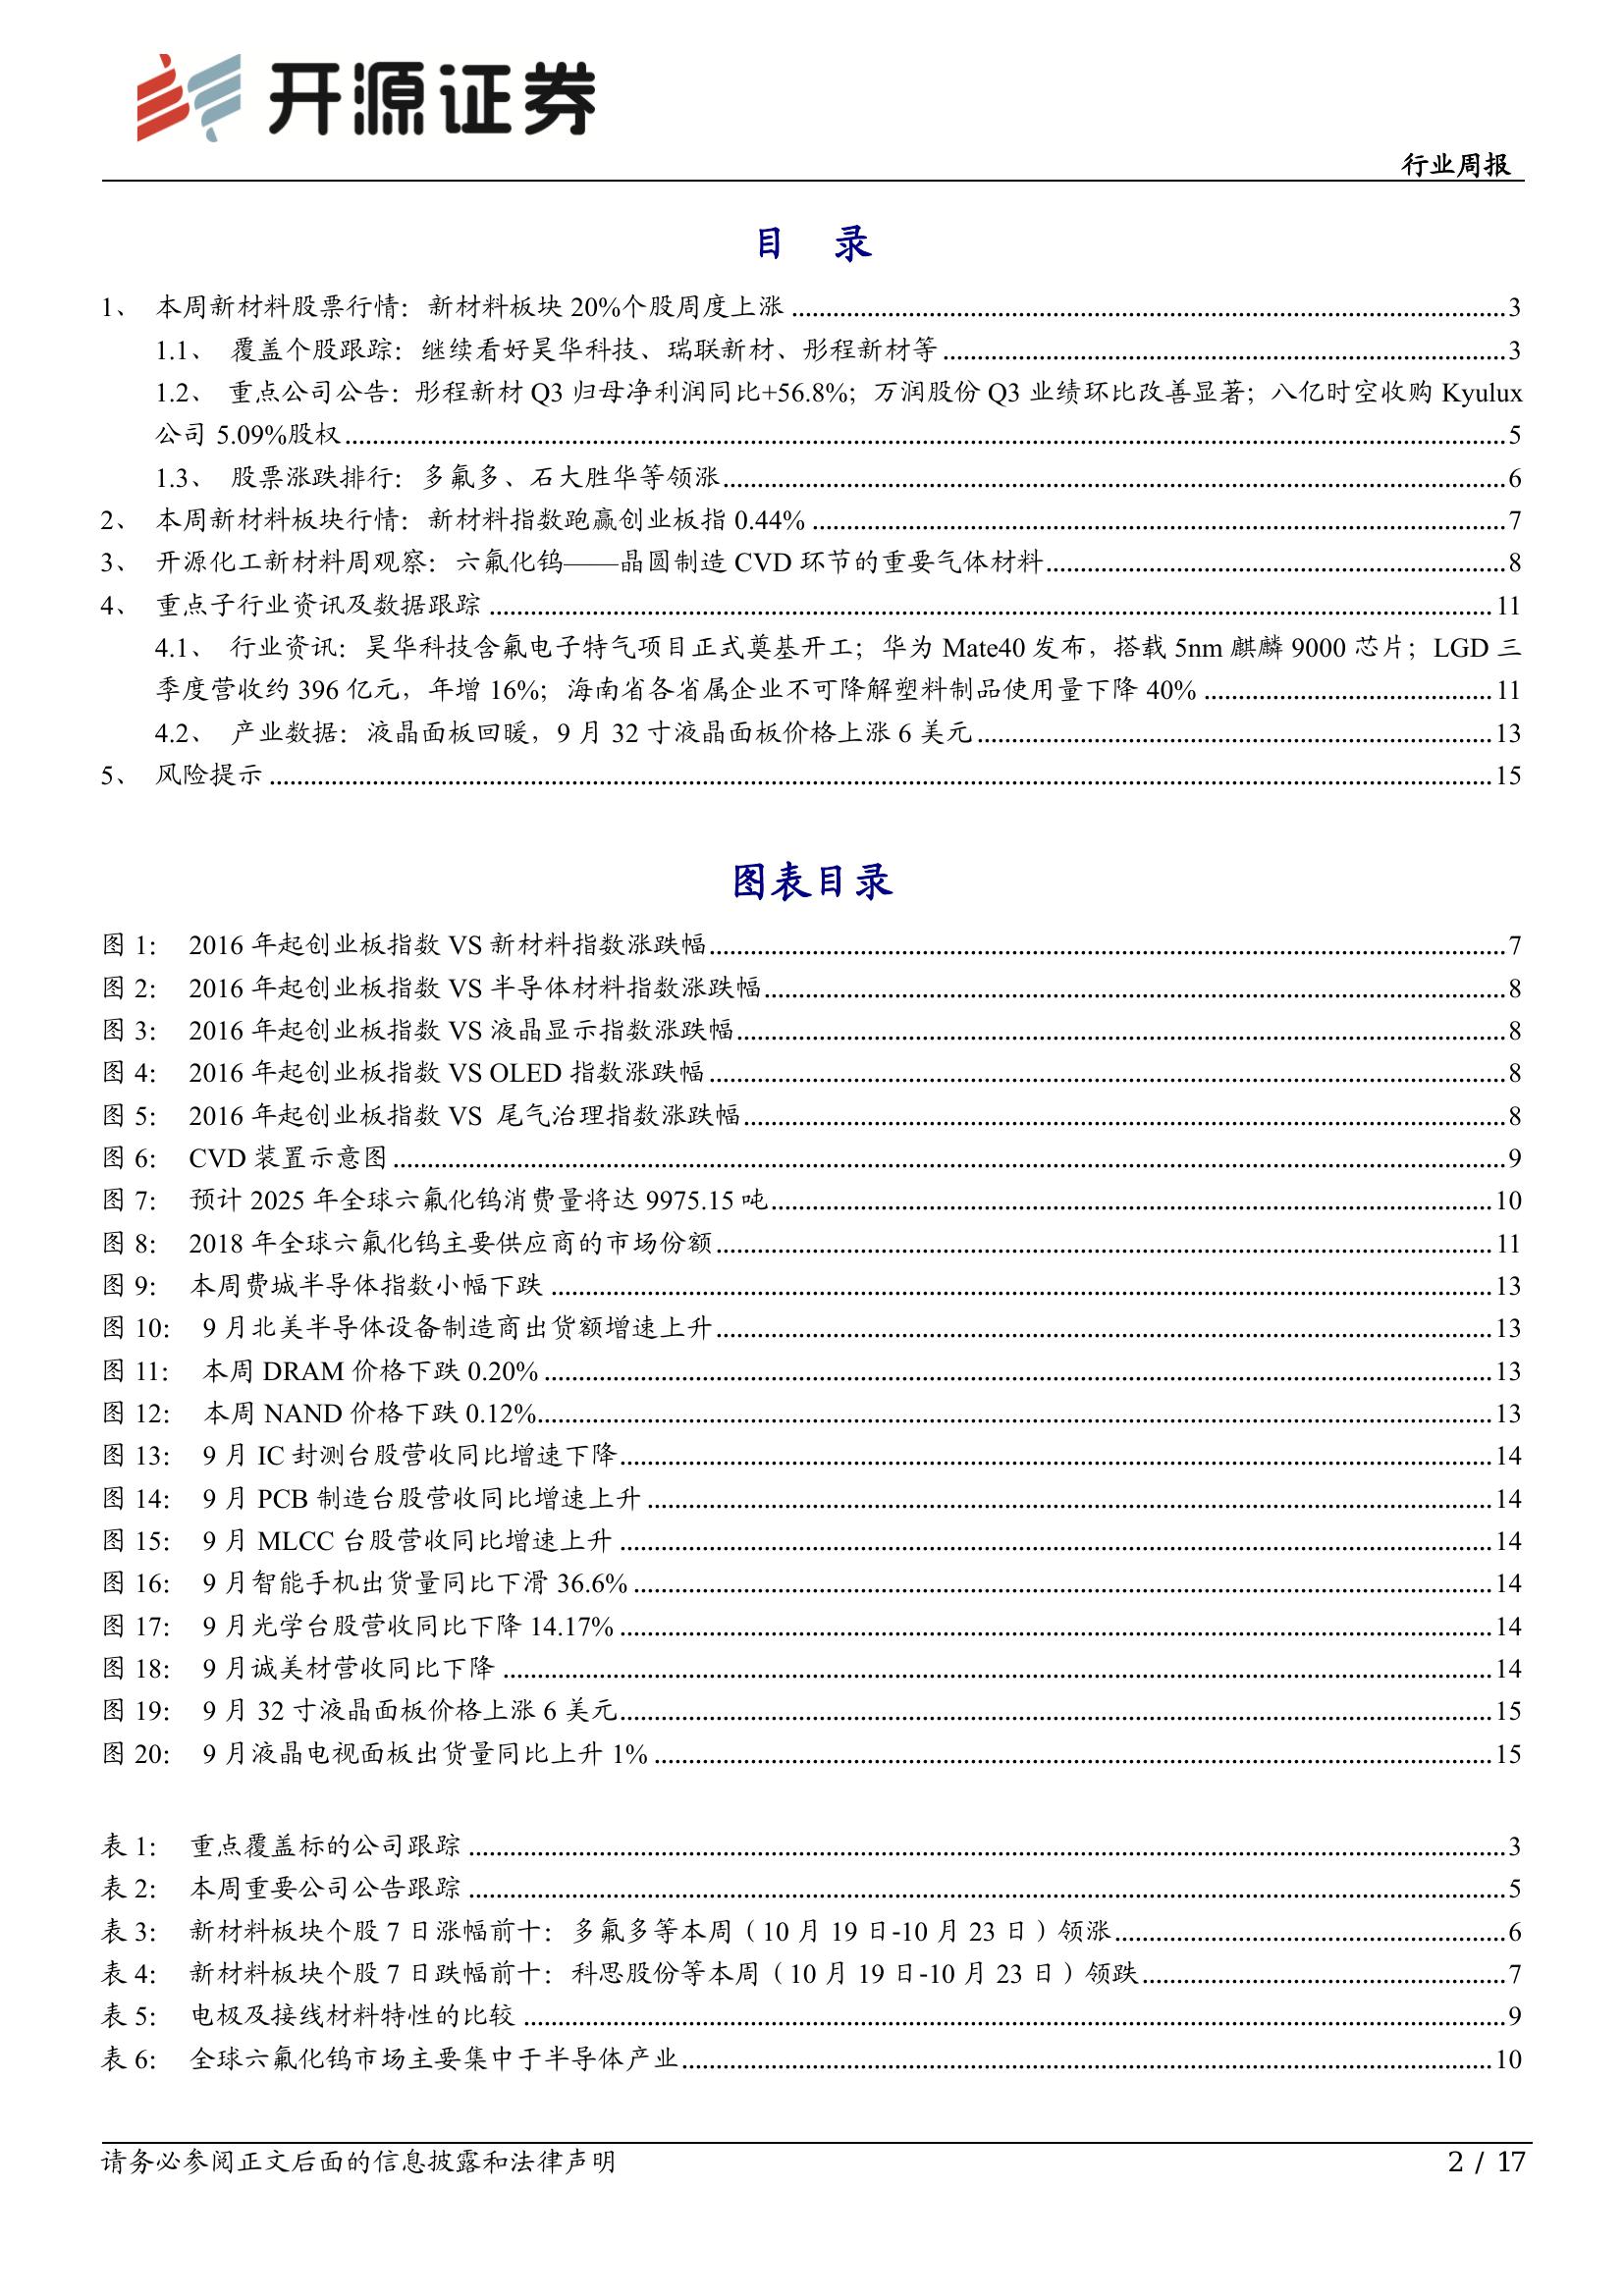 开源证券
行业周报
目 录
1、 本周新材料股票行情：新材料板块 20%个股周度上涨 ........ 3
1.1、 覆盖个股跟踪：继续看好昊华科技、瑞联新材、彤程新材等 ........ 3
1.2、 重点公司公告：彤程新材 Q3 归母净利润同比+56.8%；万润股份 Q3 业绩环比改善显著；八亿时空收购 Kyulux
公司 5.09%股权 ........ 5
1.3、 股票涨跌排行：多氟多、石大胜华等领涨 ........ 6
2、 本周新材料板块行情：新材料指数跑赢创业板指 0.44% ........ 7
3、 开源化工新材料周观察：六氟化钨——晶圆制造 CVD 环节的重要气体材料 ........ 8
4、 重点子行业资讯及数据跟踪 ........ 11
4.1、 行业资讯：昊华科技含氟电子特气项目正式奠基开工；华为 Mate40 发布，搭载 5nm 麒麟 9000 芯片；LGD 三
季度营收约 396 亿元，年增 16%；海南省各省属企业不可降解塑料制品使用量下降 40% ........ 11
4.2、 产业数据：液晶面板回暖，9 月 32 寸液晶面板价格上涨 6 美元 ........ 13
5、 风险提示 ........ 15
图表目录
图 1： 2016 年起创业板指数 VS 新材料指数涨跌幅 ........ 7
图 2： 2016 年起创业板指数 VS 半导体材料指数涨跌幅 ........ 8
图 3： 2016 年起创业板指数 VS 液晶显示指数涨跌幅 ........ 8
图 4： 2016 年起创业板指数 VS OLED 指数涨跌幅 ........ 8
图 5： 2016 年起创业板指数 VS 尾气治理指数涨跌幅 ........ 8
图 6： CVD 装置示意图 ........ 9
图 7： 预计 2025 年全球六氟化钨消费量将达 9975.15 吨 ........ 10
图 8： 2018 年全球六氟化钨主要供应商的市场份额 ........ 11
图 9： 本周费城半导体指数小幅下跌 ........ 13
图 10： 9 月北美半导体设备制造商出货额增速上升 ........ 13
图 11： 本周 DRAM 价格下跌 0.20% ........ 13
图 12： 本周 NAND 价格下跌 0.12% ........ 13
图 13： 9 月 IC 封测台股营收同比增速下降 ........ 14
图 14： 9 月 PCB 制造台股营收同比增速上升 ........ 14
图 15： 9 月 MLCC 台股营收同比增速上升 ........ 14
图 16： 9 月智能手机出货量同比下滑 36.6% ........ 14
图 17： 9 月光学台股营收同比下降 14.17% ........ 14
图 18： 9 月诚美材营收同比下降 ........ 14
图 19： 9 月 32 寸液晶面板价格上涨 6 美元 ........ 15
图 20： 9 月液晶电视面板出货量同比上升 1% ........ 15
表 1： 重点覆盖标的公司跟踪 ........ 3
表 2： 本周重要公司公告跟踪 ........ 5
表 3： 新材料板块个股 7 日涨幅前十：多氟多等本周（10 月 19 日-10 月 23 日）领涨 ........ 6
表 4： 新材料板块个股 7 日跌幅前十：科思股份等本周（10 月 19 日-10 月 23 日）领跌 ........ 7
表 5： 电极及接线材料特性的比较 ........ 9
表 6： 全球六氟化钨市场主要集中于半导体产业 ........ 10
请务必参阅正文后面的信息披露和法律声明
2 / 17